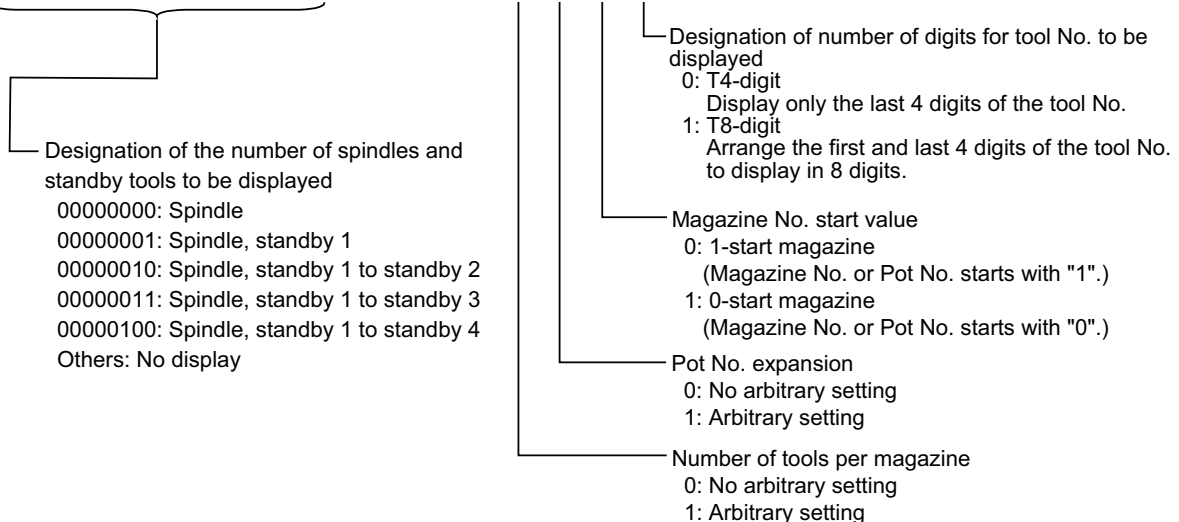 Designation of number of digits for tool No. to be
displayed
0: T4-digit
Display only the last 4 digits of the tool No.
1: T8-digit
Arrange the first and last 4 digits of the tool No.
to display in 8 digits.
Designation of the number of spindles and
standby tools to be displayed
00000000: Spindle
00000001: Spindle, standby 1
00000010: Spindle, standby 1 to standby 2
00000011: Spindle, standby 1 to standby 3
00000100: Spindle, standby 1 to standby 4
Others: No display
Magazine No. start value
0: 1-start magazine
(Magazine No. or Pot No. starts with "1".)
1: 0-start magazine
(Magazine No. or Pot No. starts with "0".)
Pot No. expansion
0: No arbitrary setting
1: Arbitrary setting
Number of tools per magazine
0: No arbitrary setting
1: Arbitrary setting